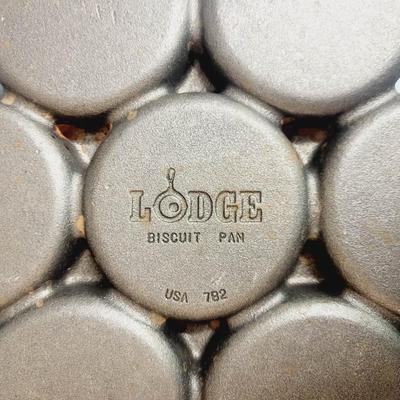 LODGE
BISCUIT PAN
USA 782